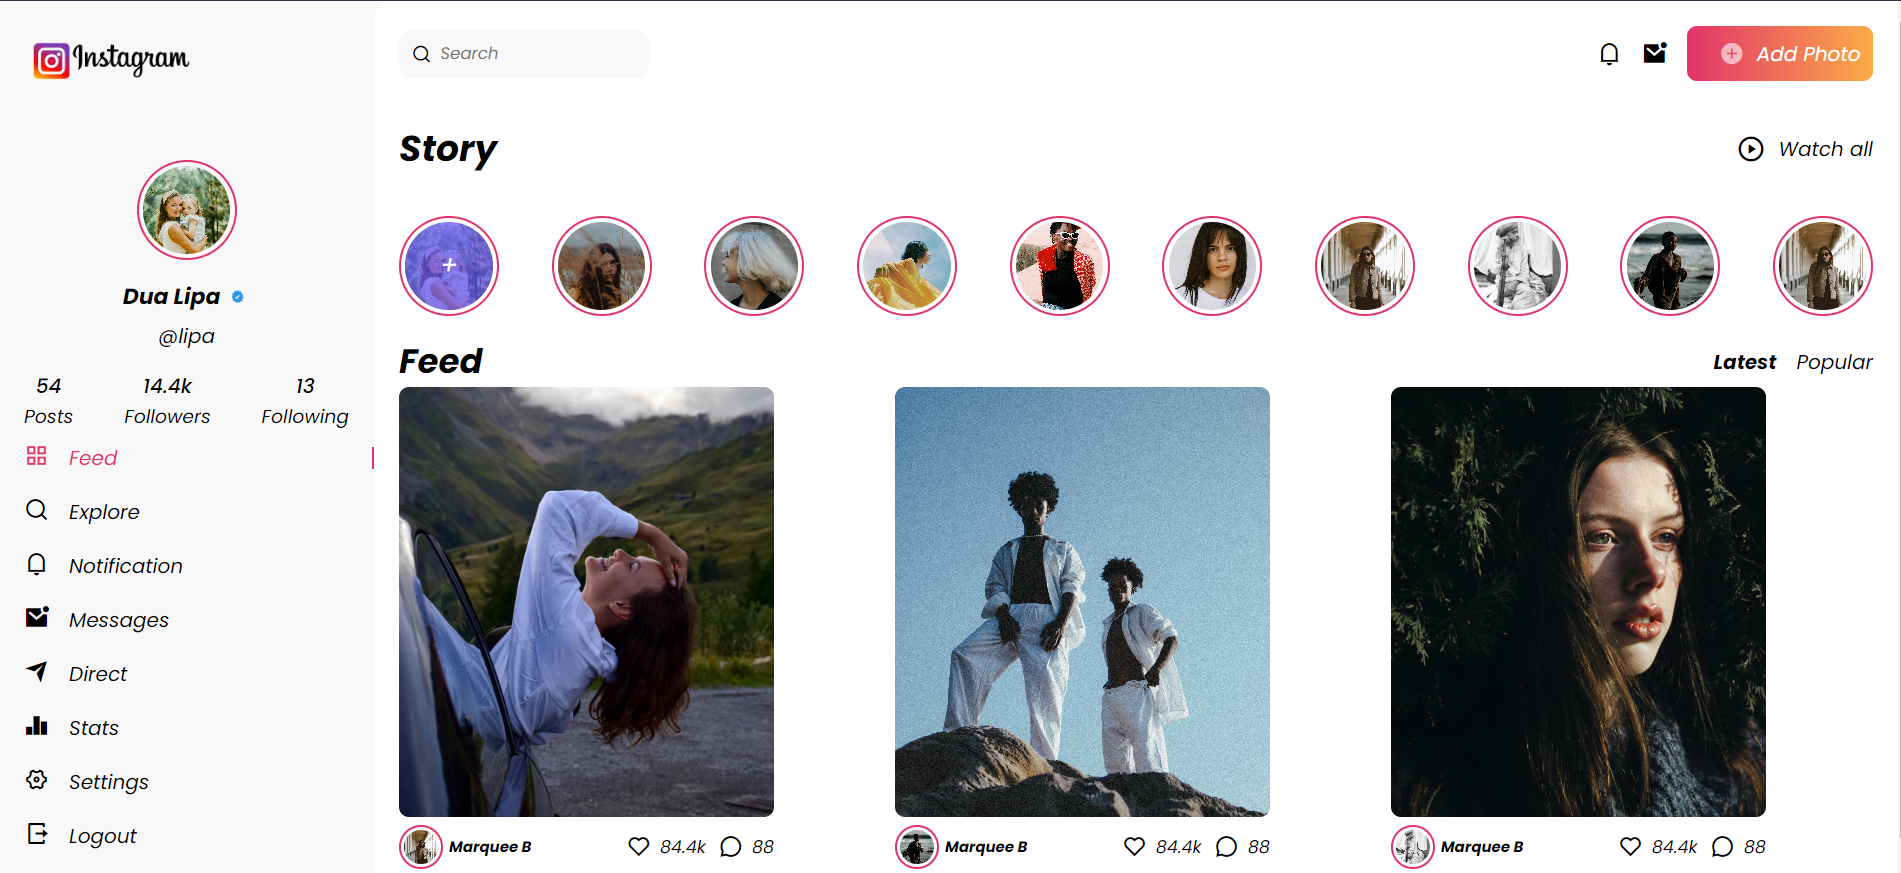 Instagram
Search
Add Photo
Story
Watch all
+
Dua Lipa
@lipa
54
14.4k
13
Posts
Followers
Following
Feed
Explore
Notification
Messages
Direct
Stats
Settings
Logout
Feed
Latest
Popular
Marquee B
84.4k
88
Marquee B
84.4k
88
Marquee B
84.4k
88